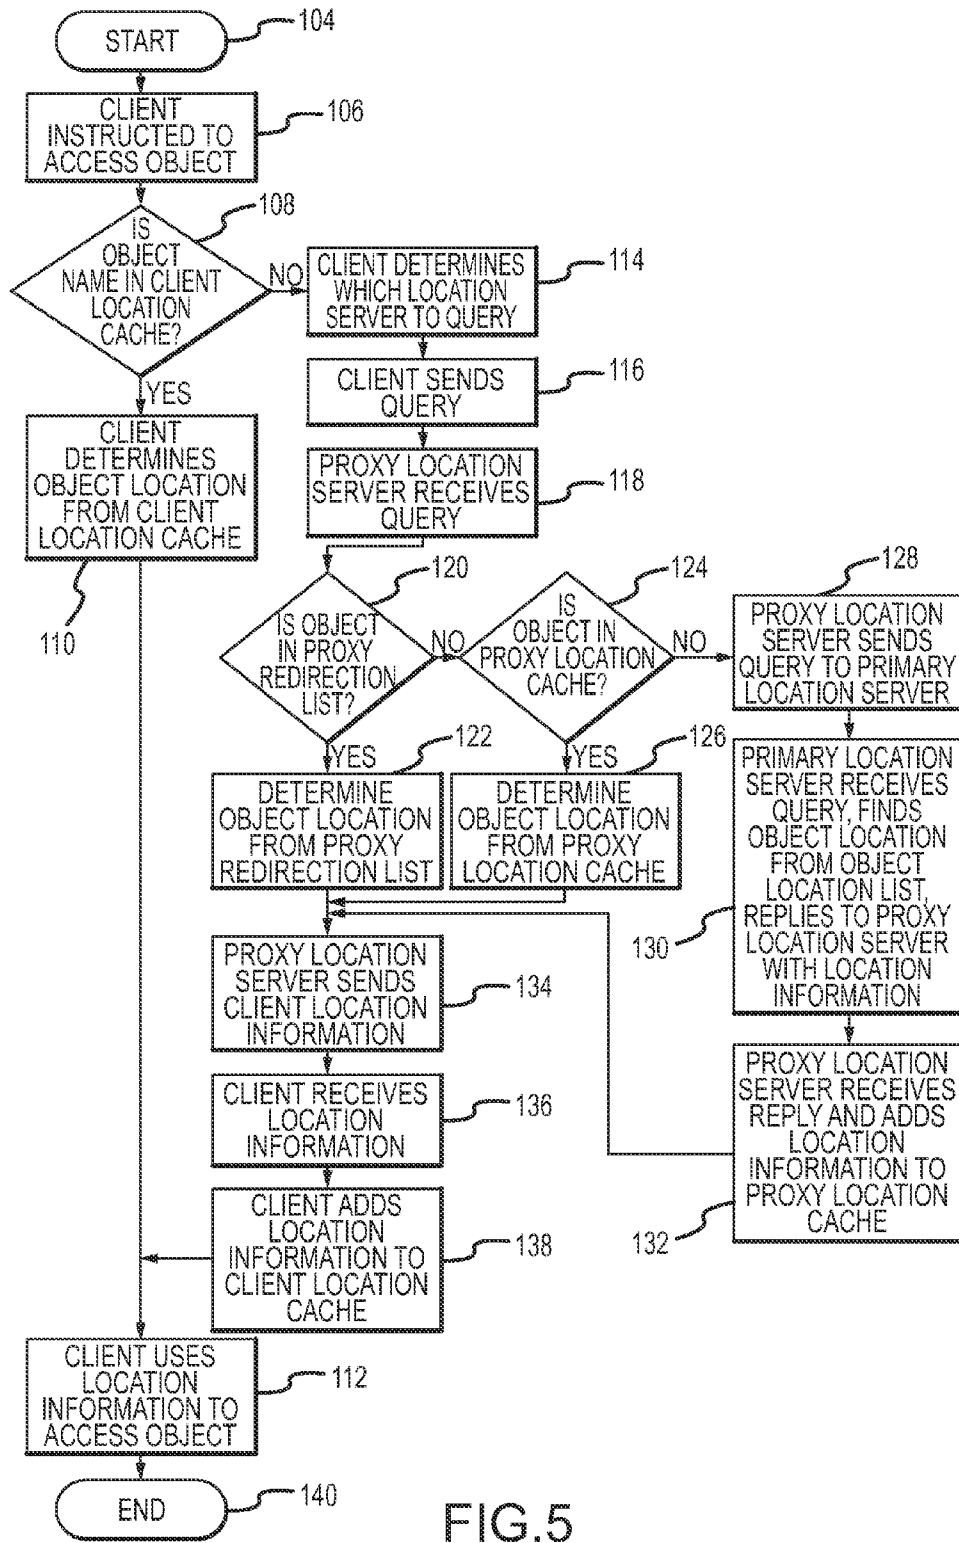 START
104
CLIENT
INSTRUCTED TO
ACCESS OBJECT
106
IS
OBJECT
NAME IN CLIENT
LOCATION
CACHE?
108
NO
YES
CLIENT DETERMINES
WHICH LOCATION
SERVER TO QUERY
114
CLIENT SENDS
QUERY
116
CLIENT
DETERMINES
OBJECT LOCATION
FROM CLIENT
LOCATION CACHE
110
PROXY LOCATION
SERVER RECEIVES
QUERY
118
IS OBJECT
IN PROXY
REDIRECTION
LIST?
120
NO
YES
IS
OBJECT IN
PROXY LOCATION
CACHE?
124
NO
YES
PROXY LOCATION
SERVER SENDS
QUERY TO PRIMARY
LOCATION SERVER
128
DETERMINE
OBJECT LOCATION
FROM PROXY
REDIRECTION LIST
122
DETERMINE
OBJECT LOCATION
FROM PROXY
LOCATION CACHE
126
PRIMARY LOCATION
SERVER RECEIVES
QUERY, FINDS
OBJECT LOCATION
FROM OBJECT
LOCATION LIST,
REPLIES TO PROXY
LOCATION SERVER
WITH LOCATION
INFORMATION
130
PROXY LOCATION
SERVER SENDS
CLIENT LOCATION
INFORMATION
134
CLIENT RECEIVES
LOCATION
INFORMATION
136
PROXY LOCATION
SERVER RECEIVES
REPLY AND ADDS
LOCATION
INFORMATION TO
PROXY LOCATION
CACHE
132
CLIENT ADDS
LOCATION
INFORMATION TO
CLIENT LOCATION
CACHE
138
CLIENT USES
LOCATION
INFORMATION TO
ACCESS OBJECT
112
END
140
FIG.5